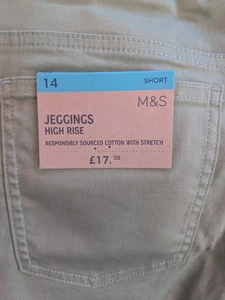 14 SHORT
M&S
JEGGINGS
HIGH RISE
RESPONSIBLY SOURCED COTTON WITH STRETCH
£17.50